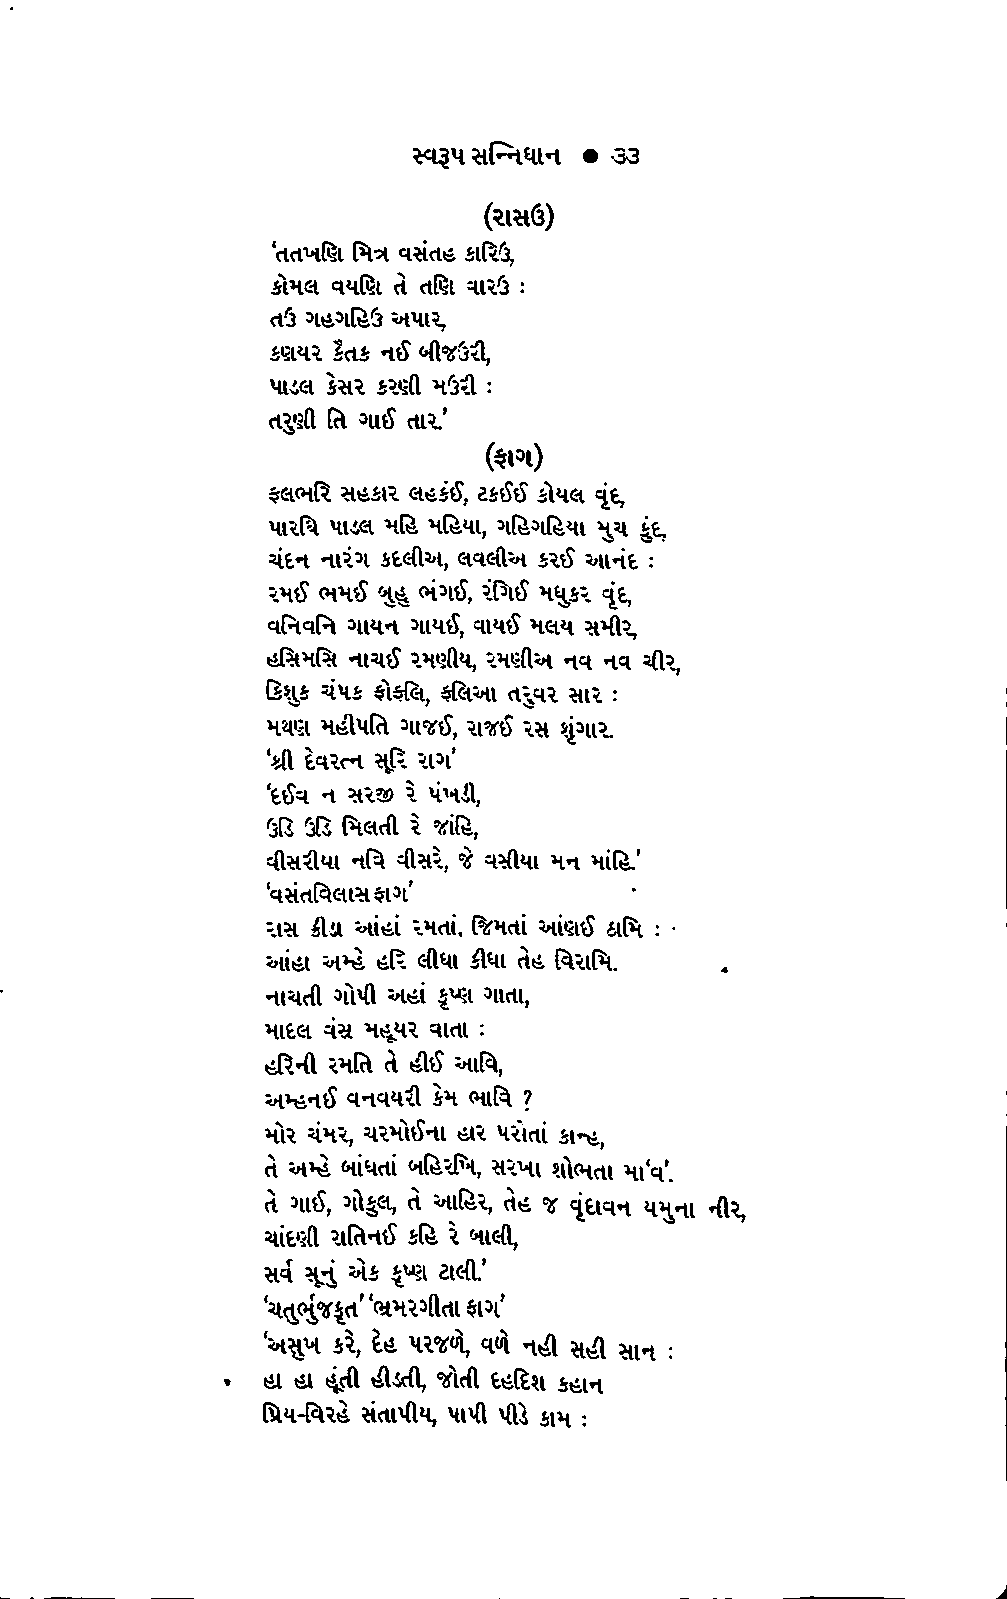 સ્વરૂપ સન્નિધાન ● ૩૩
(રાસઉ)
‘તતખણિ મિત્ર વસંતહ કારિઉ,
કોમલ વયણિ તે તણિ વારઉ :
તઉ ગહગહિઉ અપાર,
કણયર કૈતક નઈ બીજઉરી,
પાડલ કેસર કરણી મઉરી :
તરુણી તિ ગાઈ તાર.’
(ફાગ)
ફલભરિ સહકાર લહકંઈ, ટકઈઈ કોયલ વૃંદ,
પારધિ પાડલ મહિ મહિયા, ગહિગહિયા મુચ કુંદ,
ચંદન નારંગ કદલીઅ, લવલીઅ કરઈ આનંદ :
રમઈ ભમઈ બુહુ ભંગઈ, રંગિઈ મધુકર વૃંદ,
વનિવનિ ગાયન ગાયઈ, વાયઈ મલય સમીર,
હસિમસિ નાચઈ રમણીય, રમણીઅ નવ નવ ચીર,
કિશુક ચંપક ફોફલિ, ફલિઆ તરુવર સાર :
મયણ મહીપતિ ગાજઈ, રાજઈ રસ શૃંગાર.
‘શ્રી દેવરત્ન સૂરિ રાગ’
‘દઈવ ન સરજી રે પંખડી,
ઉડિ ઉડિ મિલતી રે જાંહિ,
વીસરીયા નવિ વીસરે, જે વસીયા મન માંહિ.’
‘વસંતવિલાસ ફાગ’
રાસ ક્રીડા આંહાં રમતાં, જિમતાં આંણઈ ઠામિ :
આંહા અમ્હે હરિ લીધા કીધા તેહ વિરામિ.
નાચતી ગોપી અહાં કૃષ્ણ ગાતા,
માદલ વંસ મહૂયર વાતા :
હરિની રમતિ તે હીઈ આવિ,
અમ્હનઈ વનવયરી કેમ ભાવિ ?
મોર ચંમર, ચરમોઈના હાર પરોતાં કાન્હ,
તે અમ્હે બાંધતાં બહિરખિ, સરખા શોભતા મા‘વ’.
તે ગાઈ, ગોકુલ, તે આહિર, તેહ જ વૃંદાવન યમુના નીર,
ચાંદણી રાતિનઈ કહિ રે બાલી,
સર્વ સૂનું એક કૃષ્ણ ટાલી.’
‘ચતુર્ભુજકૃત’ ‘ભ્રમરગીતા ફાગ’
‘અસુખ કરે, દેહ પરજળે, વળે નહી સહી સાન :
હા હા હૂંતી હીડતી, જોતી દહદિશ કહાન
પ્રિય-વિરહે સંતાપીય, પાપી પીડે કામ :